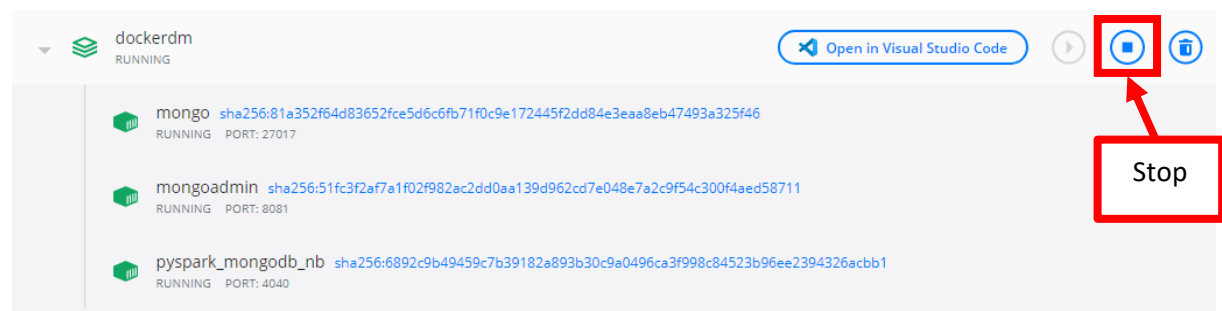 dockerdm
RUNNING
Open in Visual Studio Code
mongo sha256:81a352f64d83652fce5d6c6fb71f0c9e172445f2dd84e3eaa8eb47493a325f46
RUNNING PORT: 27017
Stop
mongoadmin sha256:51fc3f2af7a1f02f982ac2dd0aa139d962cd7e048e7a2c9f54c300f4aed58711
RUNNING PORT: 8081
pyspark_mongodb_nb sha256:6892c9b49459c7b39182a893b30c9a0496ca3f998c84523b96ee2394326acbb1
RUNNING PORT: 4040